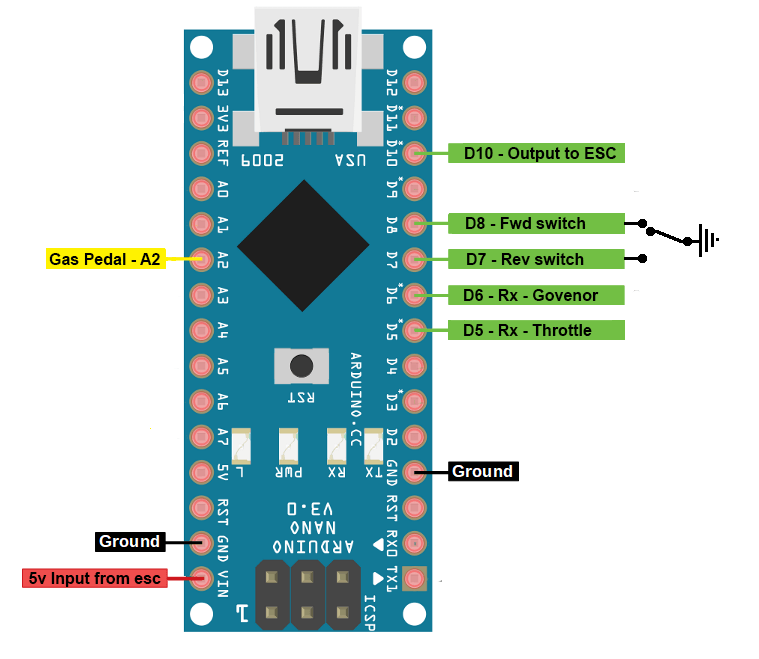 D13
3V3
REF
A0
A1
A2
A3
A4
A5
A6
A7
5V
RST
GND
VIN
Gas Pedal - A2
Ground
5v Input from esc
2009
USA
RST
ARDUINO.CC
L
PWR
RX
TX
V3.0
NANO
ARDUINO
1
ICSP
D12
D11*
D10*
D9*
D8
D7
D6*
D5*
D4
D3*
D2
GND
RST
RX0
TX1
D10 - Output to ESC
D8 - Fwd switch
D7 - Rev switch
D6 - Rx - Govenor
D5 - Rx - Throttle
Ground